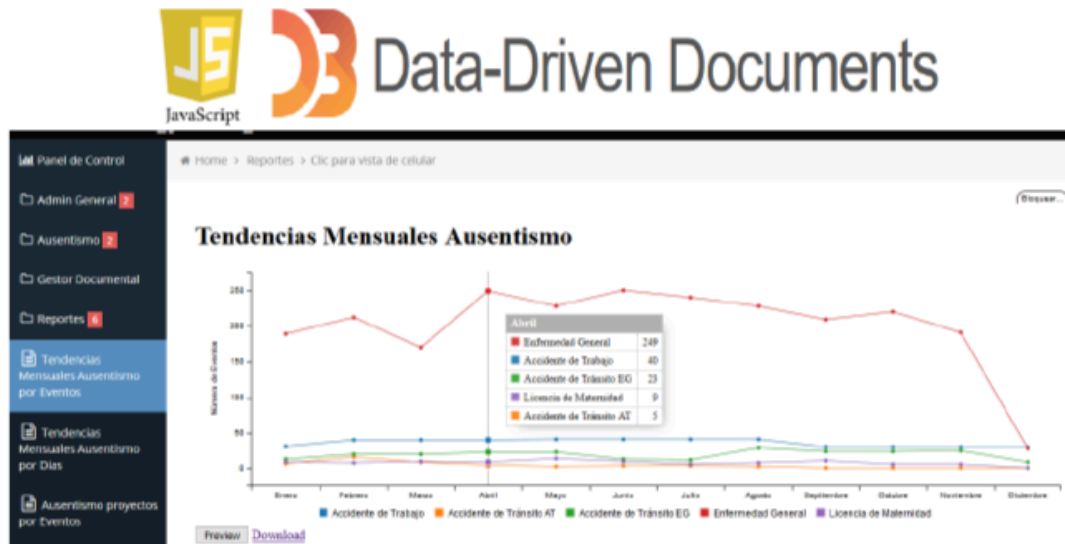 JS
JavaScript
D3 Data-Driven Documents
Panel de Control
Home > Reportes > Clic para vista de celular
Admin General 2
Bloquear...
Ausentismo 2
Tendencias Mensuales Ausentismo
Gestor Documental
Reportes 6
Tendencias
Mensuales Ausentismo
por Eventos
Tendencias
Mensuales Ausentismo
por Dias
Ausentismo proyectos
por Eventos
Número de Eventos
250
200
150
100
50
0
Abril
Enfermedad General 249
Accidente de Trabajo 40
Accidente de Tránsito EG 23
Licencia de Maternidad 9
Accidente de Tránsito AT 5
Enero Febrero Marzo Abril Mayo Junio Julio Agosto Septiembre Octubre Noviembre Diciembre
Accidente de Trabajo Accidente de Tránsito AT Accidente de Tránsito EG Enfermedad General Licencia de Maternidad
Preview Download